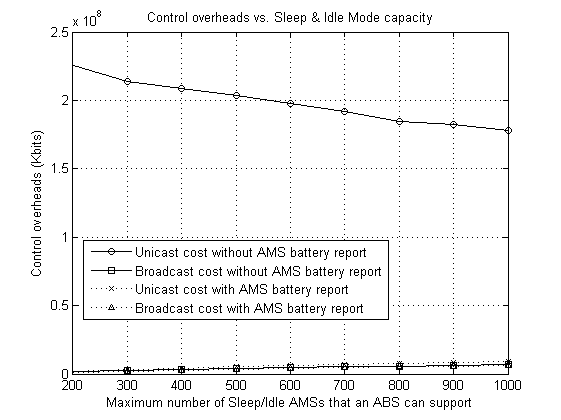 Control overheads vs. Sleep & Idle Mode capacity
x 10^8
2.5
2
1.5
1
0.5
0
Control overheads (Kbits)
Unicast cost without AMS battery report
Broadcast cost without AMS battery report
Unicast cost with AMS battery report
Broadcast cost with AMS battery report
200 300 400 500 600 700 800 900 1000
Maximum number of Sleep/Idle AMSs that an ABS can support